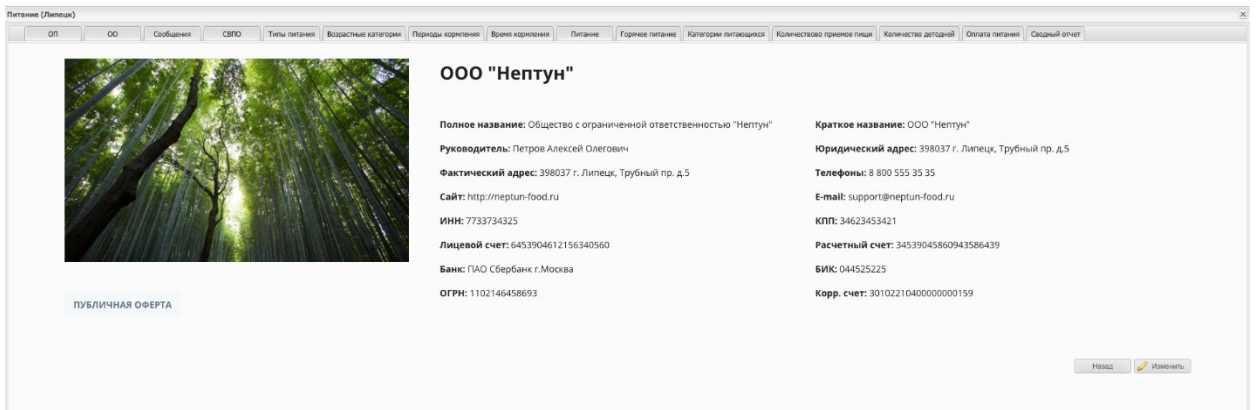 Питание (Липецк)
ОП ОО Сообщения СВПО Типы питания Возрастные категории Периоды кормления Время кормления Питание Горячее питание Категории питающихся Количествово приемов пищи Количество детодней Оплата питания Сводный отчет
ООО "Нептун"
Полное название: Общество с ограниченной ответственностью "Нептун" Краткое название: ООО "Нептун"
Руководитель: Петров Алексей Олегович Юридический адрес: 398037 г. Липецк, Трубный пр. д.5
Фактический адрес: 398037 г. Липецк, Трубный пр. д.5 Телефоны: 8 800 555 35 35
Сайт: http://neptun-food.ru E-mail: support@neptun-food.ru
ИНН: 7733734325 КПП: 34623453421
Лицевой счет: 6453904612156340560 Расчетный счет: 34539045860943586439
Банк: ПАО Сбербанк г.Москва БИК: 044525225
ОГРН: 1102146458693 Корр. счет: 30102210400000000159
ПУБЛИЧНАЯ ОФЕРТА
Назад Изменить